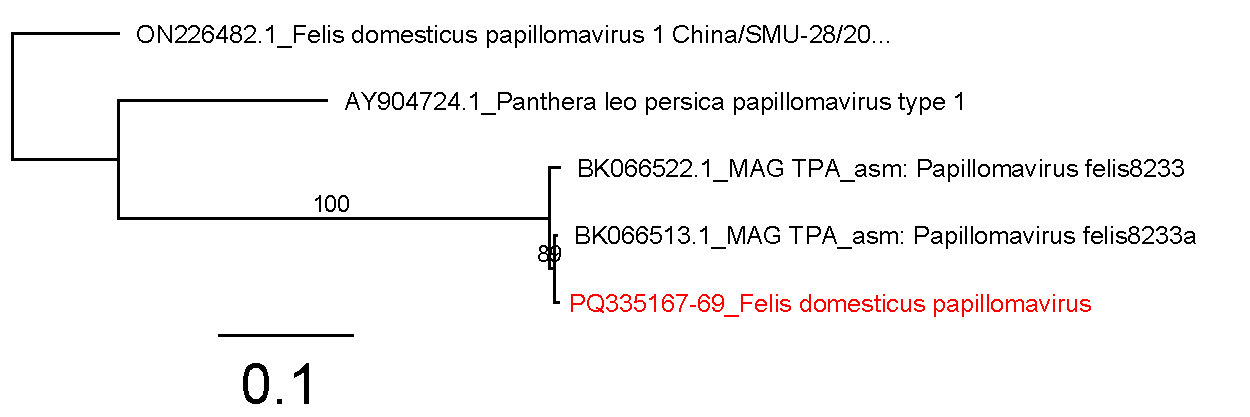 ON226482.1_Felis domesticus papillomavirus 1 China/SMU-28/20...
AY904724.1_Panthera leo persica papillomavirus type 1
BK066522.1_MAG TPA_asm: Papillomavirus felis8233
100
BK066513.1_MAG TPA_asm: Papillomavirus felis8233a
89
PQ335167-69_Felis domesticus papillomavirus
0.1